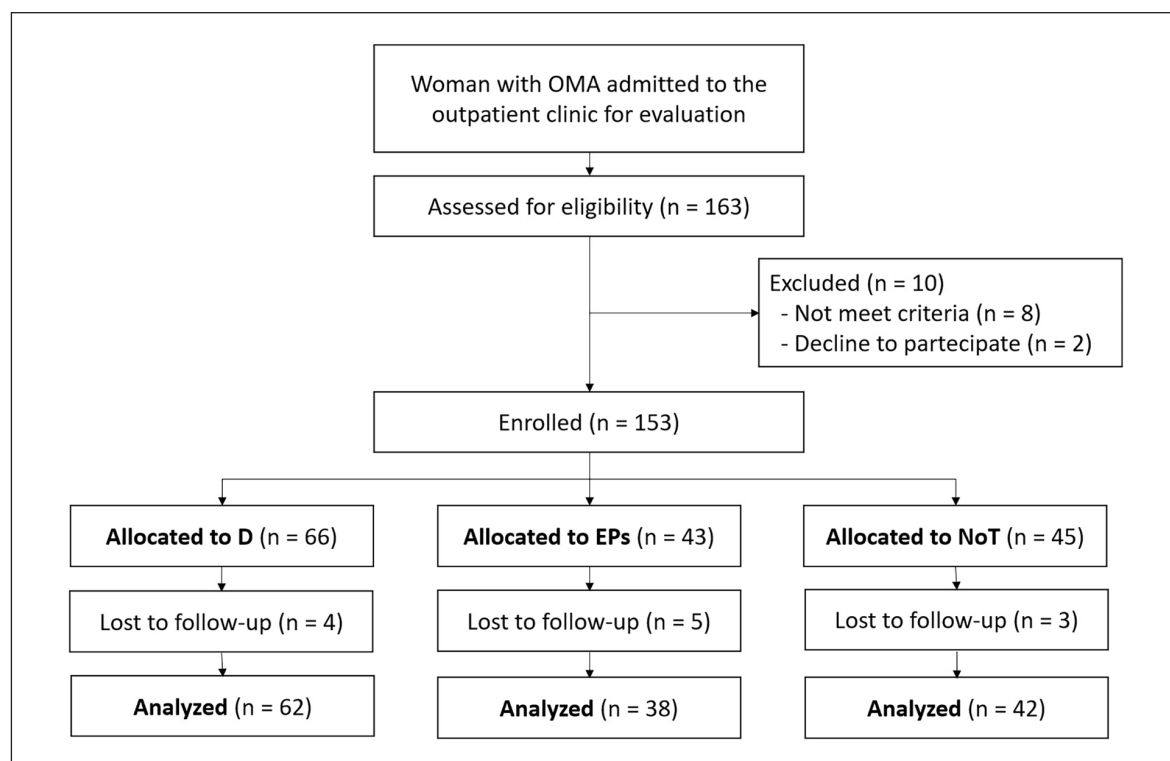 Woman with OMA admitted to the
outpatient clinic for evaluation
Assessed for eligibility (n = 163)
Excluded (n = 10)
- Not meet criteria (n = 8)
- Decline to partecipate (n = 2)
Enrolled (n = 153)
Allocated to D (n = 66)
Allocated to EPs (n = 43)
Allocated to NoT (n = 45)
Lost to follow-up (n = 4)
Lost to follow-up (n = 5)
Lost to follow-up (n = 3)
Analyzed (n = 62)
Analyzed (n = 38)
Analyzed (n = 42)